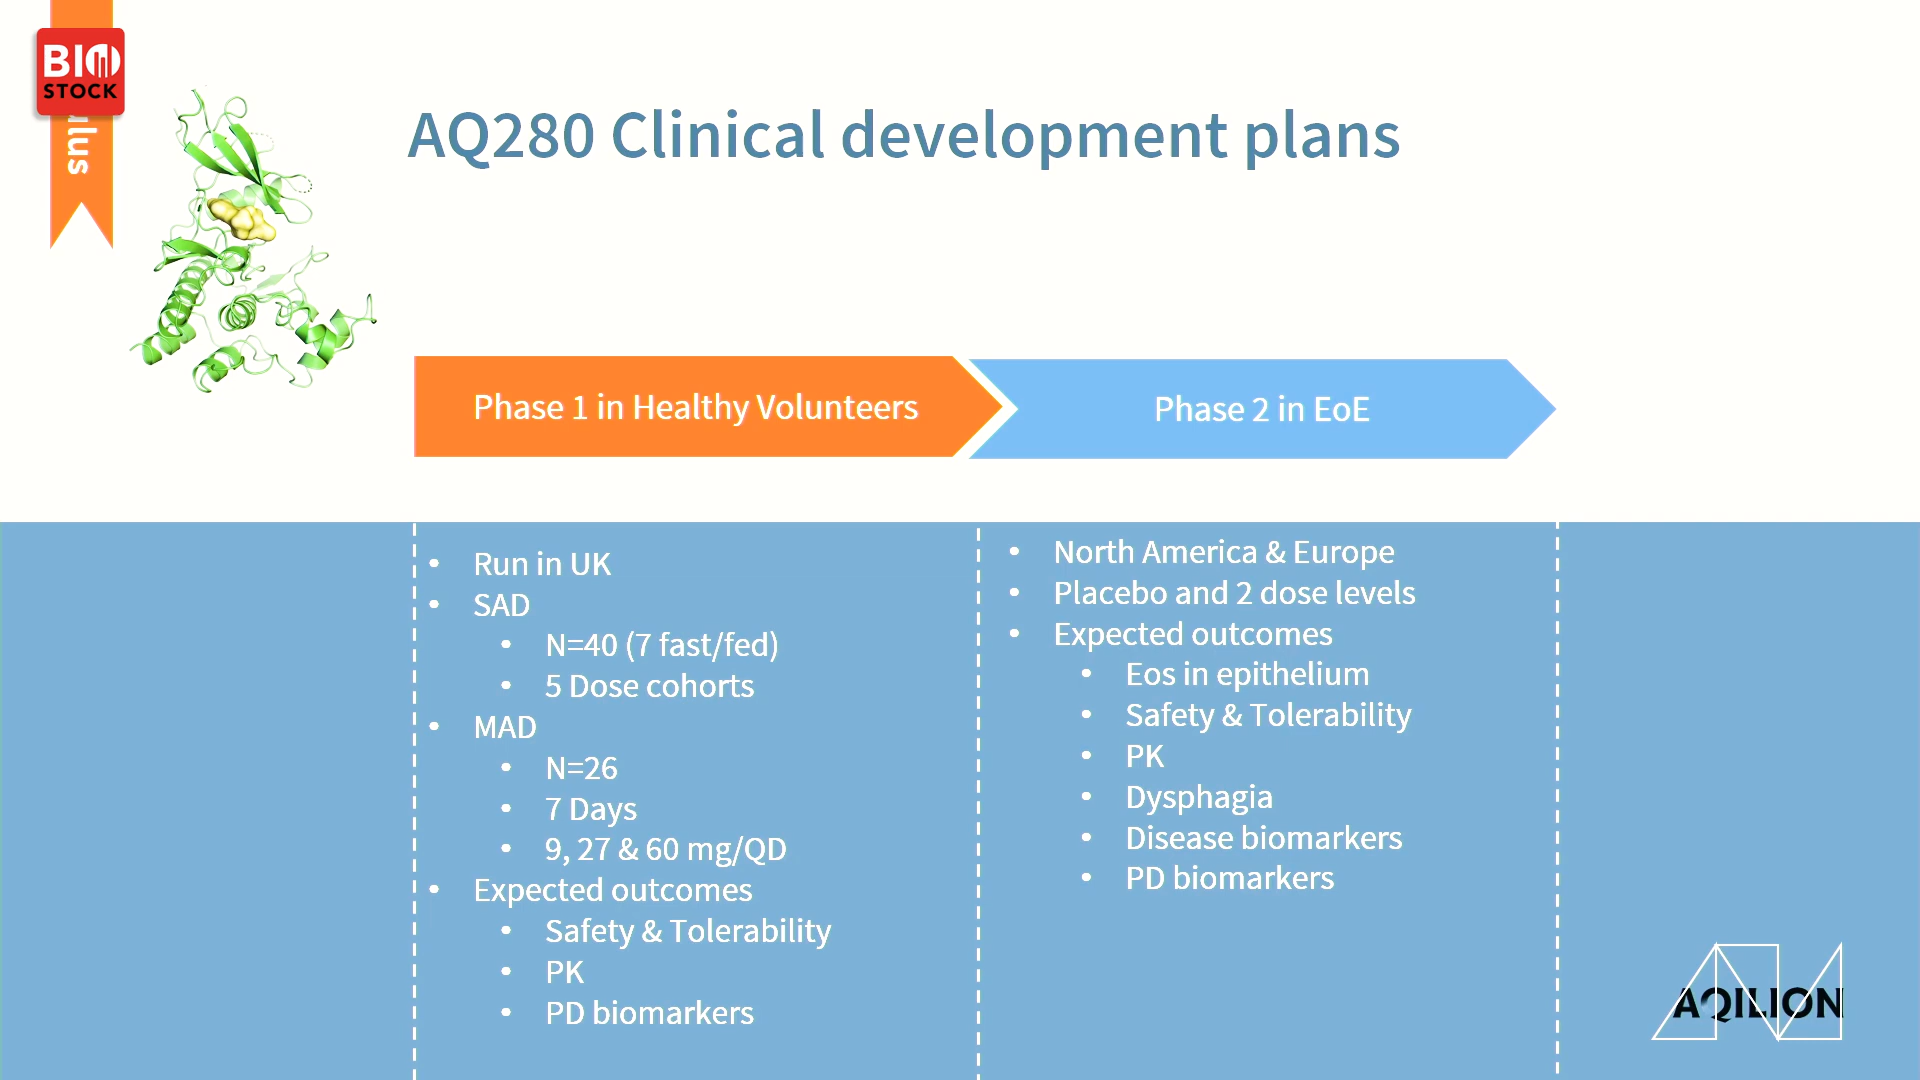 BIO
STOCK
AQ280 Clinical development plans
Phase 1 in Healthy Volunteers
Phase 2 in EoE
• Run in UK
• SAD
• N=40 (7 fast/fed)
• 5 Dose cohorts
• MAD
• N=26
• 7 Days
• 9, 27 & 60 mg/QD
• Expected outcomes
• Safety & Tolerability
• PK
• PD biomarkers
• North America & Europe
• Placebo and 2 dose levels
• Expected outcomes
• Eos in epithelium
• Safety & Tolerability
• PK
• Dysphagia
• Disease biomarkers
• PD biomarkers
AQILION